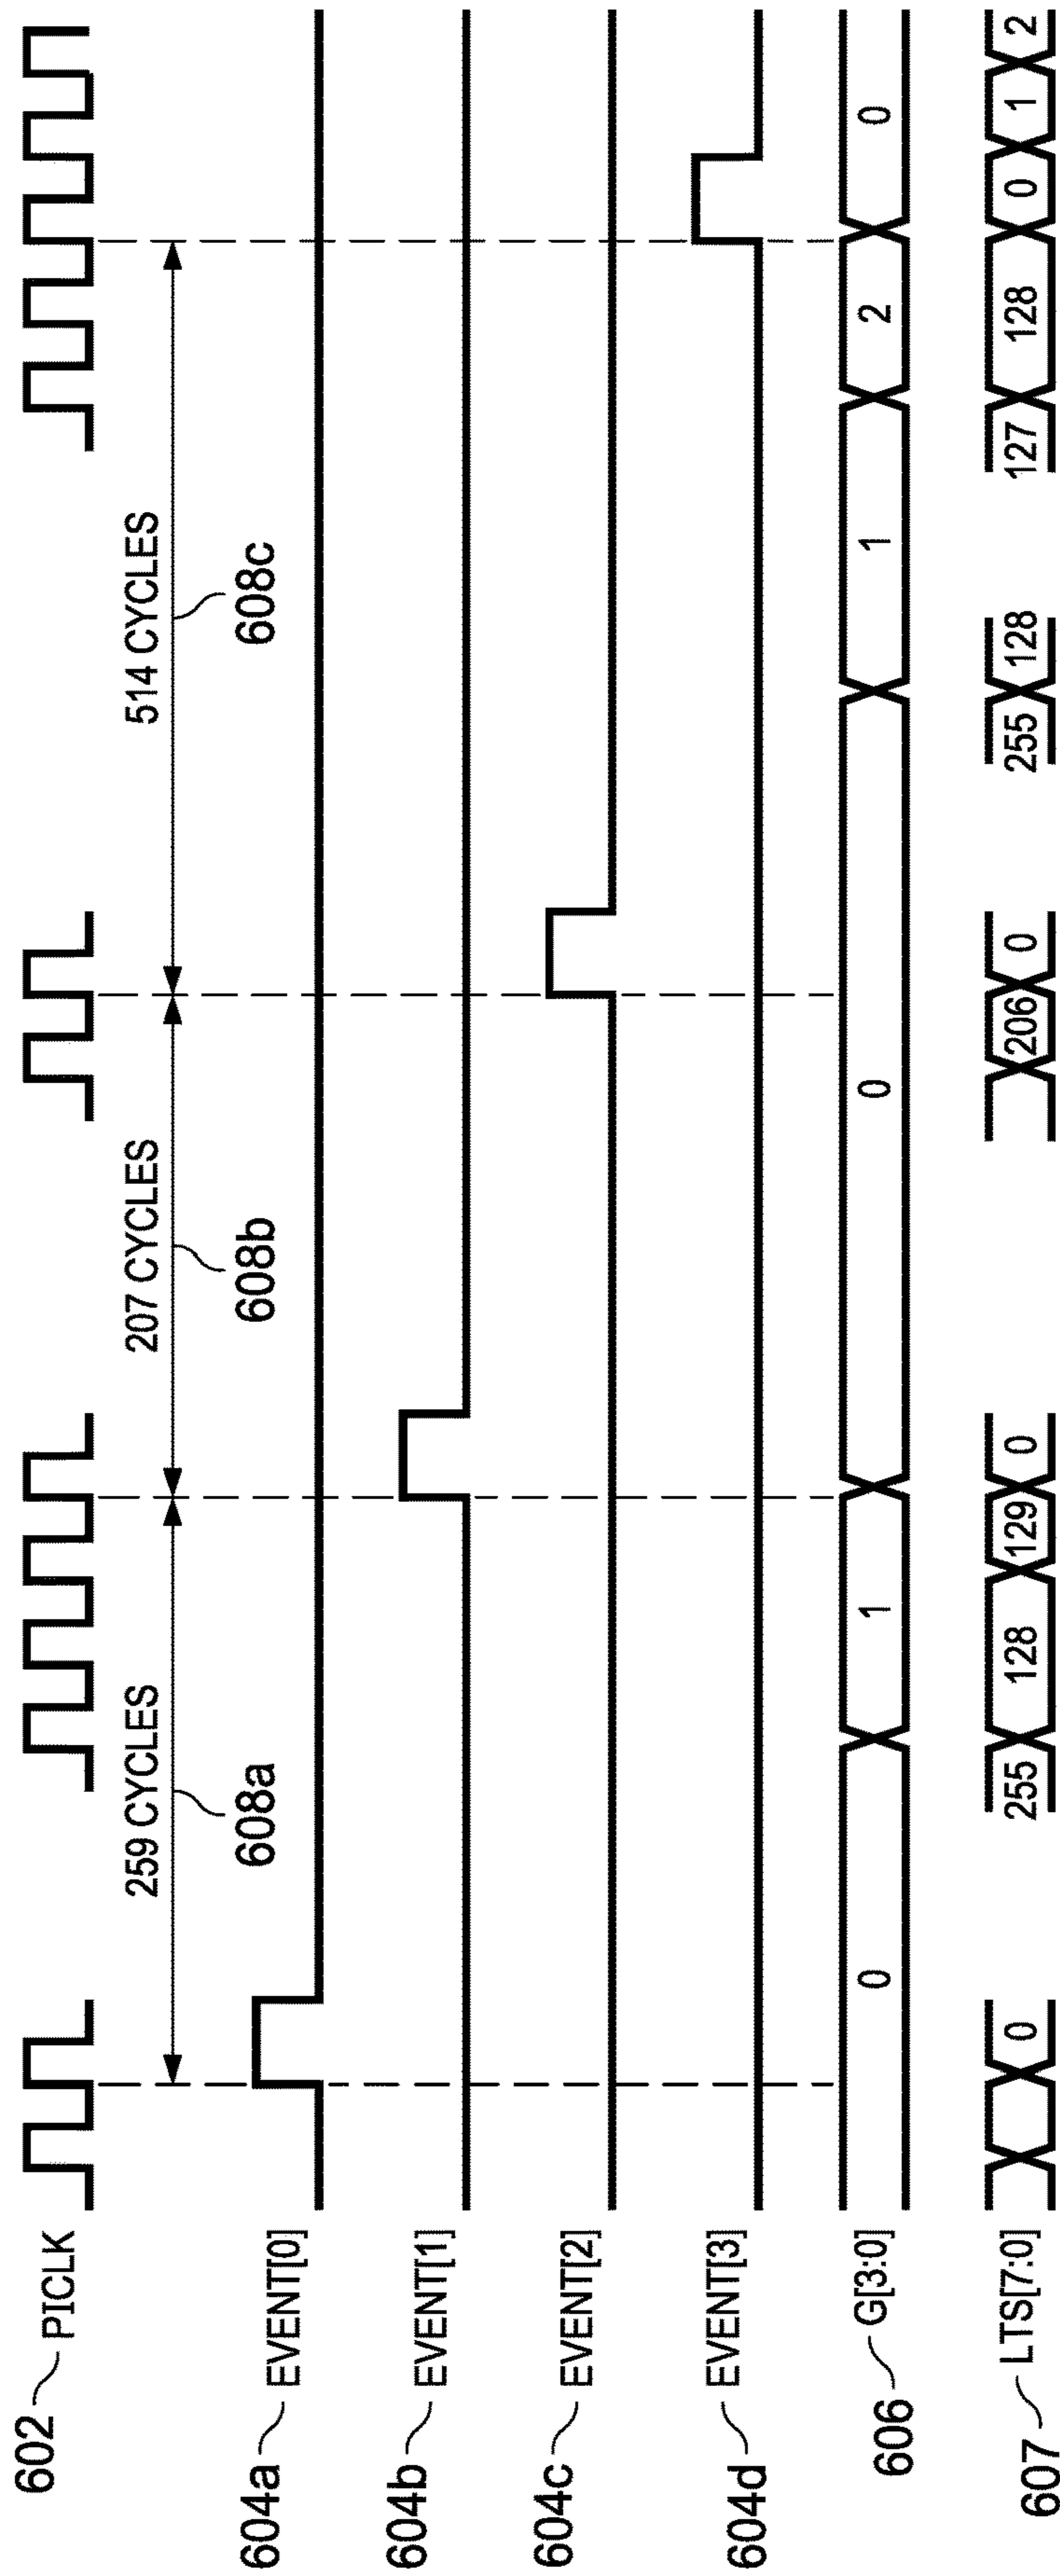 602 PICLK
259 CYCLES 207 CYCLES 514 CYCLES
608a 608b 608c
604a EVENT[0]
604b EVENT[1]
604c EVENT[2]
604d EVENT[3]
606 G[3:0] 0 1 0 1 2 0
607 LTS[7:0] 0 255 128 129 0 206 0 255 128 127 128 0 1 2